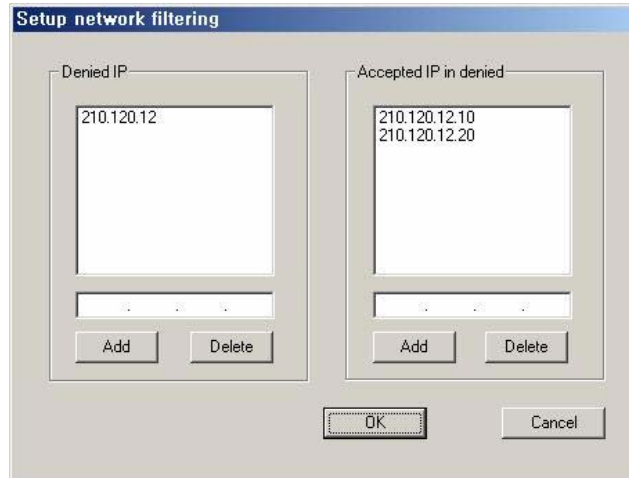 Setup network filtering
Denied IP
210.120.12
. . .
Add
Delete
Accepted IP in denied
210.120.12.10
210.120.12.20
. . .
Add
Delete
OK
Cancel